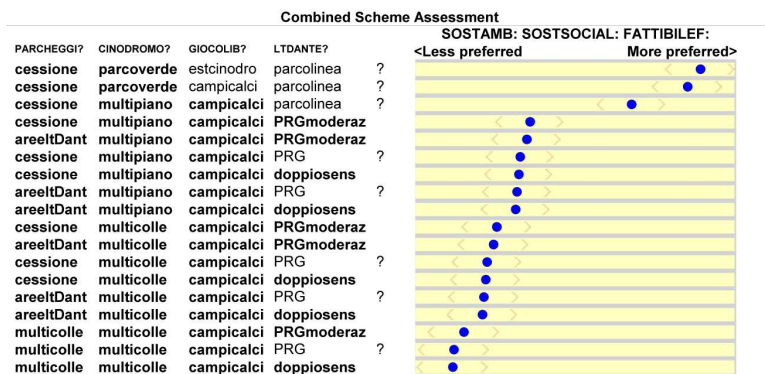 Combined Scheme Assessment
SOSTAMB: SOSTSOCIAL: FATTIBILEF:
PARCHEGGI? CINODROMO? GIOCOLIB? LTDANTE? <Less preferred More preferred>
cessione parcoverde estcinodro parcolinea ?
cessione parcoverde campicalci parcolinea ?
cessione multipiano campicalci parcolinea ?
cessione multipiano campicalci PRGmoderaz
areeltDant multipiano campicalci PRGmoderaz
cessione multipiano campicalci PRG ?
cessione multipiano campicalci doppiosens
areeltDant multipiano campicalci PRG ?
areeltDant multipiano campicalci doppiosens
cessione multicolle campicalci PRGmoderaz
areeltDant multicolle campicalci PRGmoderaz
cessione multicolle campicalci PRG ?
cessione multicolle campicalci doppiosens
areeltDant multicolle campicalci PRG ?
areeltDant multicolle campicalci doppiosens
multicolle multicolle campicalci PRGmoderaz
multicolle multicolle campicalci PRG ?
multicolle multicolle campicalci doppiosens